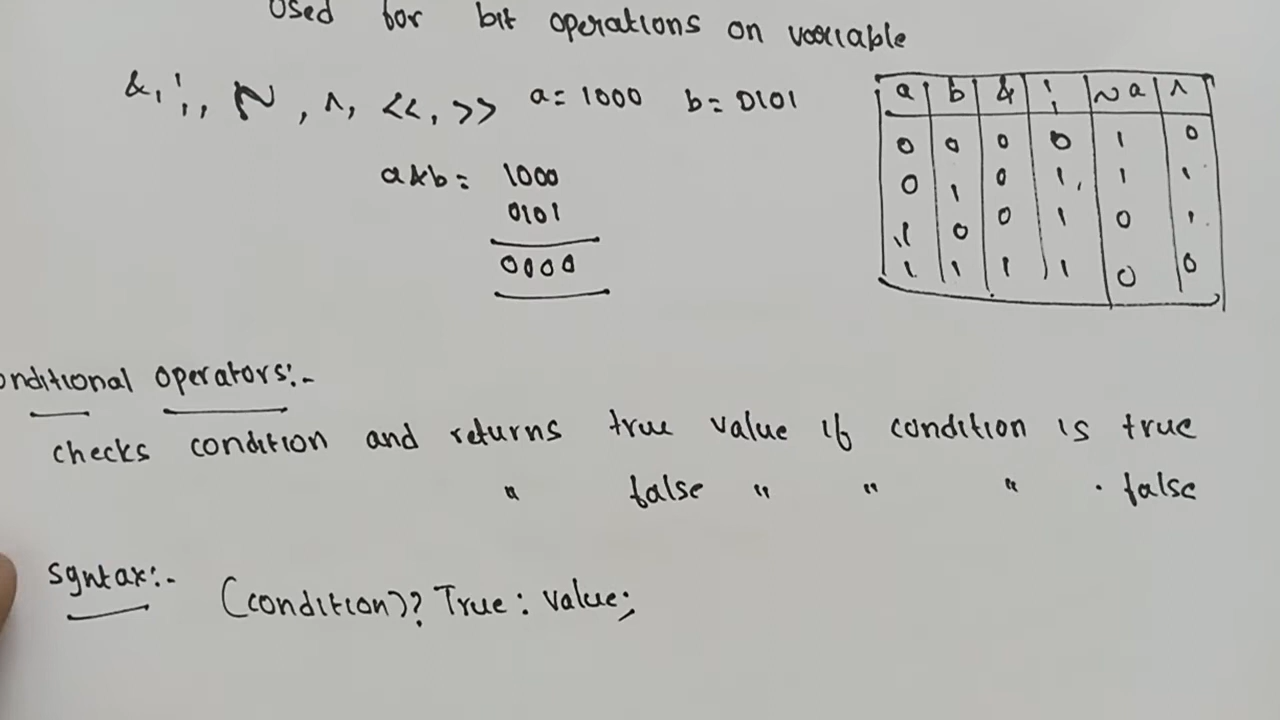 Used for bit operations on variable
&, ¦, ~, ^, <<, >> a = 1000 b = 0101
a & b = 1000
0101
0000
a b & ¦ ~a ^
0 0 0 0 1 0
0 1 0 1 1 1
1 0 0 1 0 1
1 1 1 1 0 0
onditional operators:-
checks condition and returns true value if condition is true
" false " " " . false
Syntax:- (condition)? True : value;